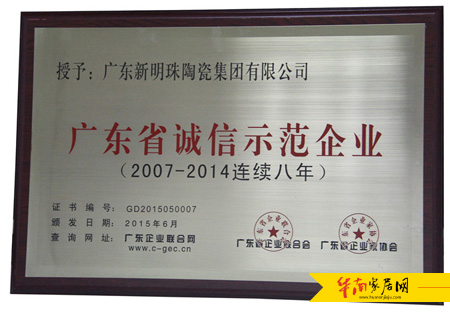 授予：广东新明珠陶瓷集团有限公司
广东省诚信示范企业
（2007-2014连续八年）
证书编号：GD2015050007
颁发日期：2015年6月
查询网址：广东企业联合网
www.c-gec.cn
广东省企业联合会
广东省企业家协会
华南家居网